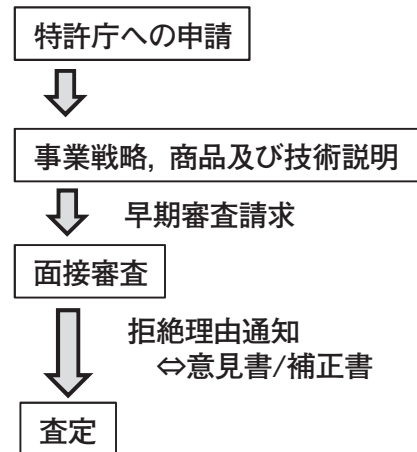 特許庁への申請
事業戦略, 商品及び技術説明
早期審査請求
面接審査
拒絶理由通知
⇔意見書/補正書
査定